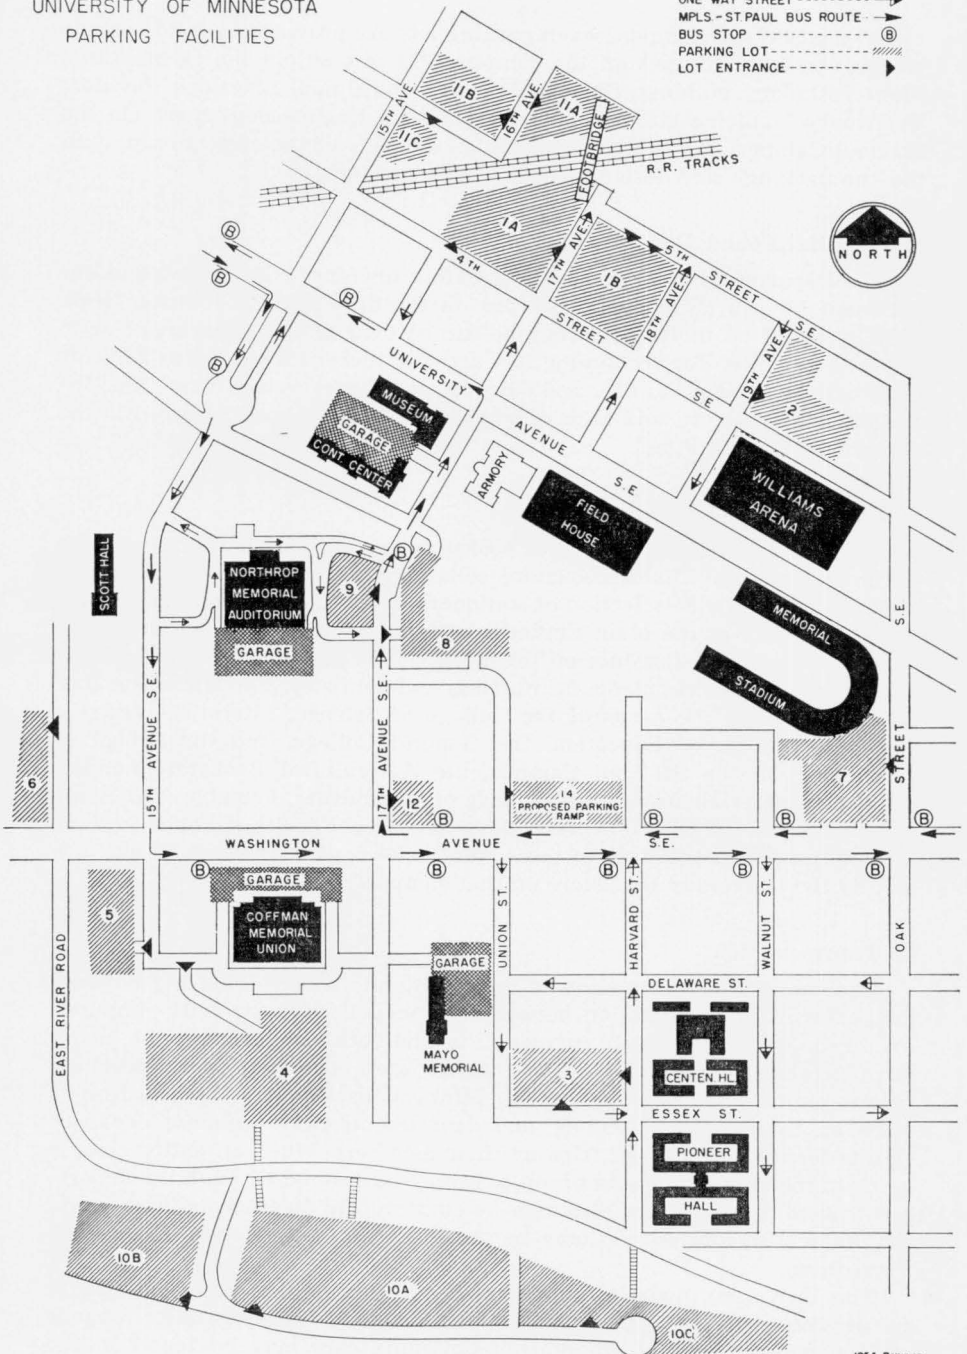 UNIVERSITY OF MINNESOTA
PARKING FACILITIES
ONE WAY STREET
MPLS.-ST. PAUL BUS ROUTE
BUS STOP B
PARKING LOT
LOT ENTRANCE
15TH AVE.
11B
16TH AVE.
11A
11C
FOOTBRIDGE
R.R. TRACKS
NORTH
1A
4TH
17TH AVE
1B
5TH
STREET
S.E
STREET
18TH AVE
S.E
19TH AVE
2
B
B
B
B
UNIVERSITY
AVENUE
S.E
MUSEUM
GARAGE
CONT. CENTER
ARMORY
FIELD
HOUSE
WILLIAMS
ARENA
SCOTT HALL
NORTHROP
MEMORIAL
AUDITORIUM
GARAGE
9
B
8
MEMORIAL
STADIUM
S.E
STREET
15TH AVENUE S.E
17TH AVENUE S.E.
6
12
B
14
PROPOSED PARKING
RAMP
B
7
B
B
WASHINGTON
AVENUE
S.E.
B
B
B
B
B
GARAGE
COFFMAN
MEMORIAL
UNION
5
GARAGE
UNION ST.
HARVARD ST.
WALNUT ST.
OAK
DELAWARE ST.
EAST RIVER ROAD
MAYO
MEMORIAL
4
3
CENTEN HL.
ESSEX ST.
PIONEER
HALL
10B
10A
10C